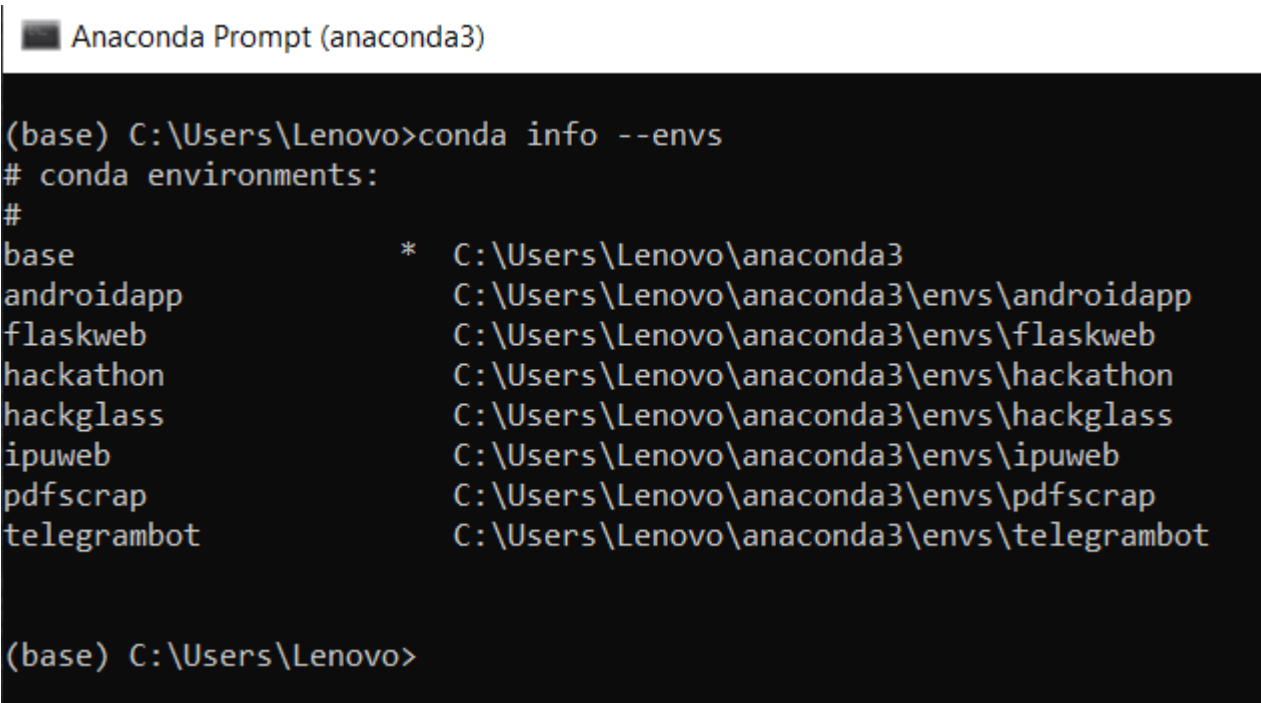 Anaconda Prompt (anaconda3)
(base) C:\Users\Lenovo>conda info --envs
# conda environments:
#
base                  *  C:\Users\Lenovo\anaconda3
androidapp               C:\Users\Lenovo\anaconda3\envs\androidapp
flaskweb                 C:\Users\Lenovo\anaconda3\envs\flaskweb
hackathon                C:\Users\Lenovo\anaconda3\envs\hackathon
hackglass                C:\Users\Lenovo\anaconda3\envs\hackglass
ipuweb                   C:\Users\Lenovo\anaconda3\envs\ipuweb
pdfscrap                 C:\Users\Lenovo\anaconda3\envs\pdfscrap
telegrambot              C:\Users\Lenovo\anaconda3\envs\telegrambot
(base) C:\Users\Lenovo>